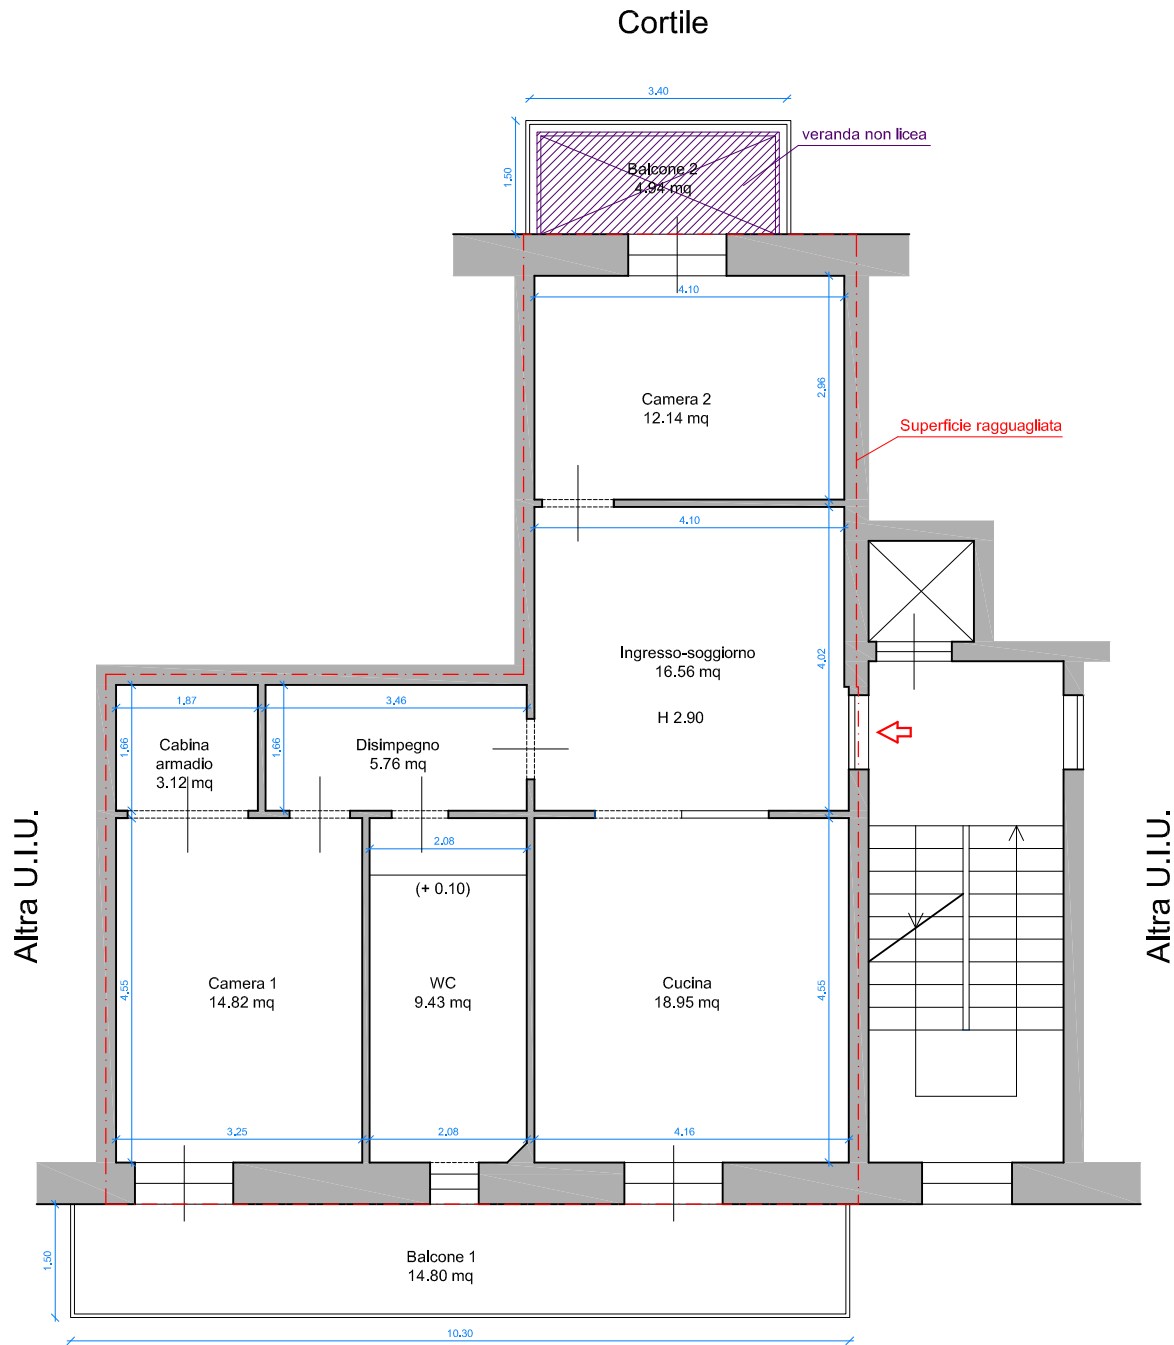 Cortile
3.40
veranda non licea
1.50
Balcone 2
4.94 mq
4.10
2.96
Camera 2
12.14 mq
Superficie ragguagliata
4.10
4.02
Ingresso-soggiorno
16.56 mq
H 2.90
1.87
3.46
1.66
1.66
Cabina
armadio
3.12 mq
Disimpegno
5.76 mq
Altra U.I.U.
Altra U.I.U.
2.08
(+ 0.10)
4.55
4.55
Camera 1
14.82 mq
WC
9.43 mq
Cucina
18.95 mq
3.25
2.08
4.16
1.50
Balcone 1
14.80 mq
10.30